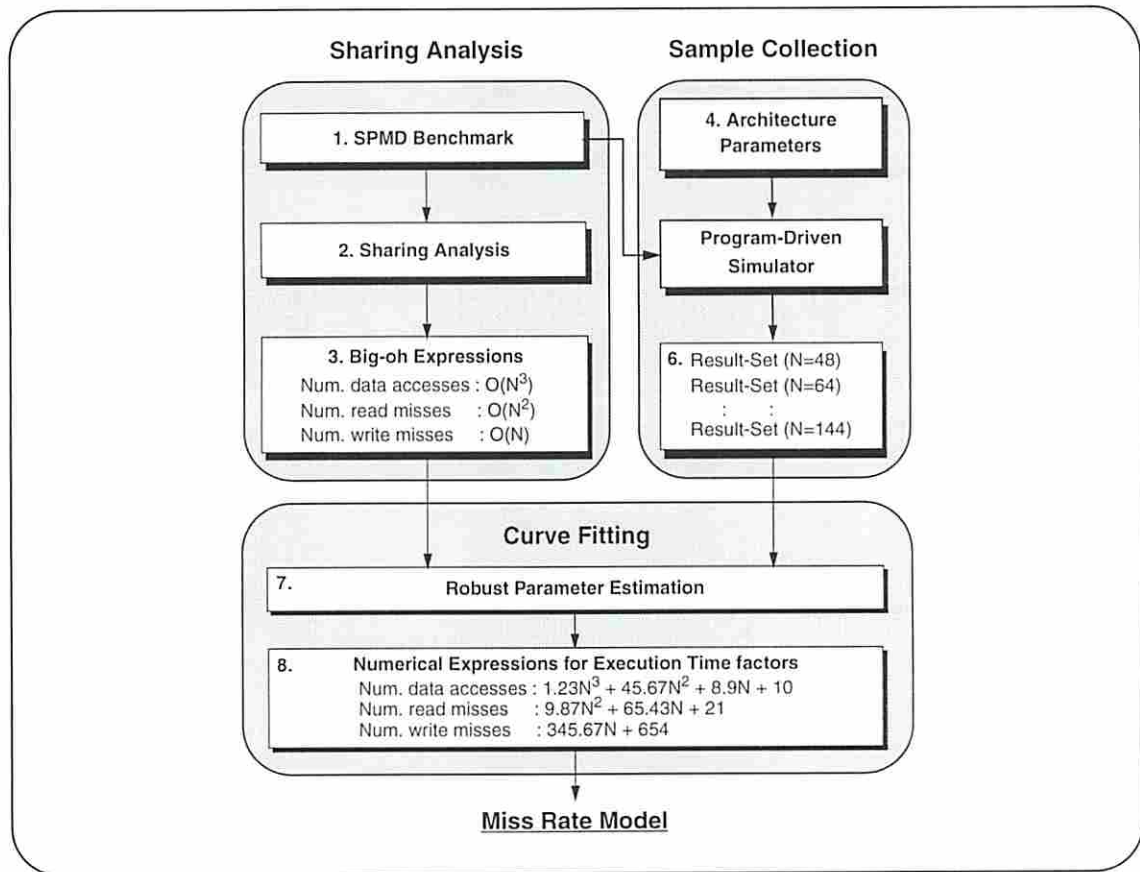 Sharing Analysis
1. SPMD Benchmark
2. Sharing Analysis
3. Big-oh Expressions
Num. data accesses : O(N³)
Num. read misses : O(N²)
Num. write misses : O(N)
Sample Collection
4. Architecture
Parameters
Program-Driven
Simulator
6. Result-Set (N=48)
Result-Set (N=64)
: :
Result-Set (N=144)
Curve Fitting
7. Robust Parameter Estimation
8. Numerical Expressions for Execution Time factors
Num. data accesses : 1.23N³ + 45.67N² + 8.9N + 10
Num. read misses : 9.87N² + 65.43N + 21
Num. write misses : 345.67N + 654
Miss Rate Model